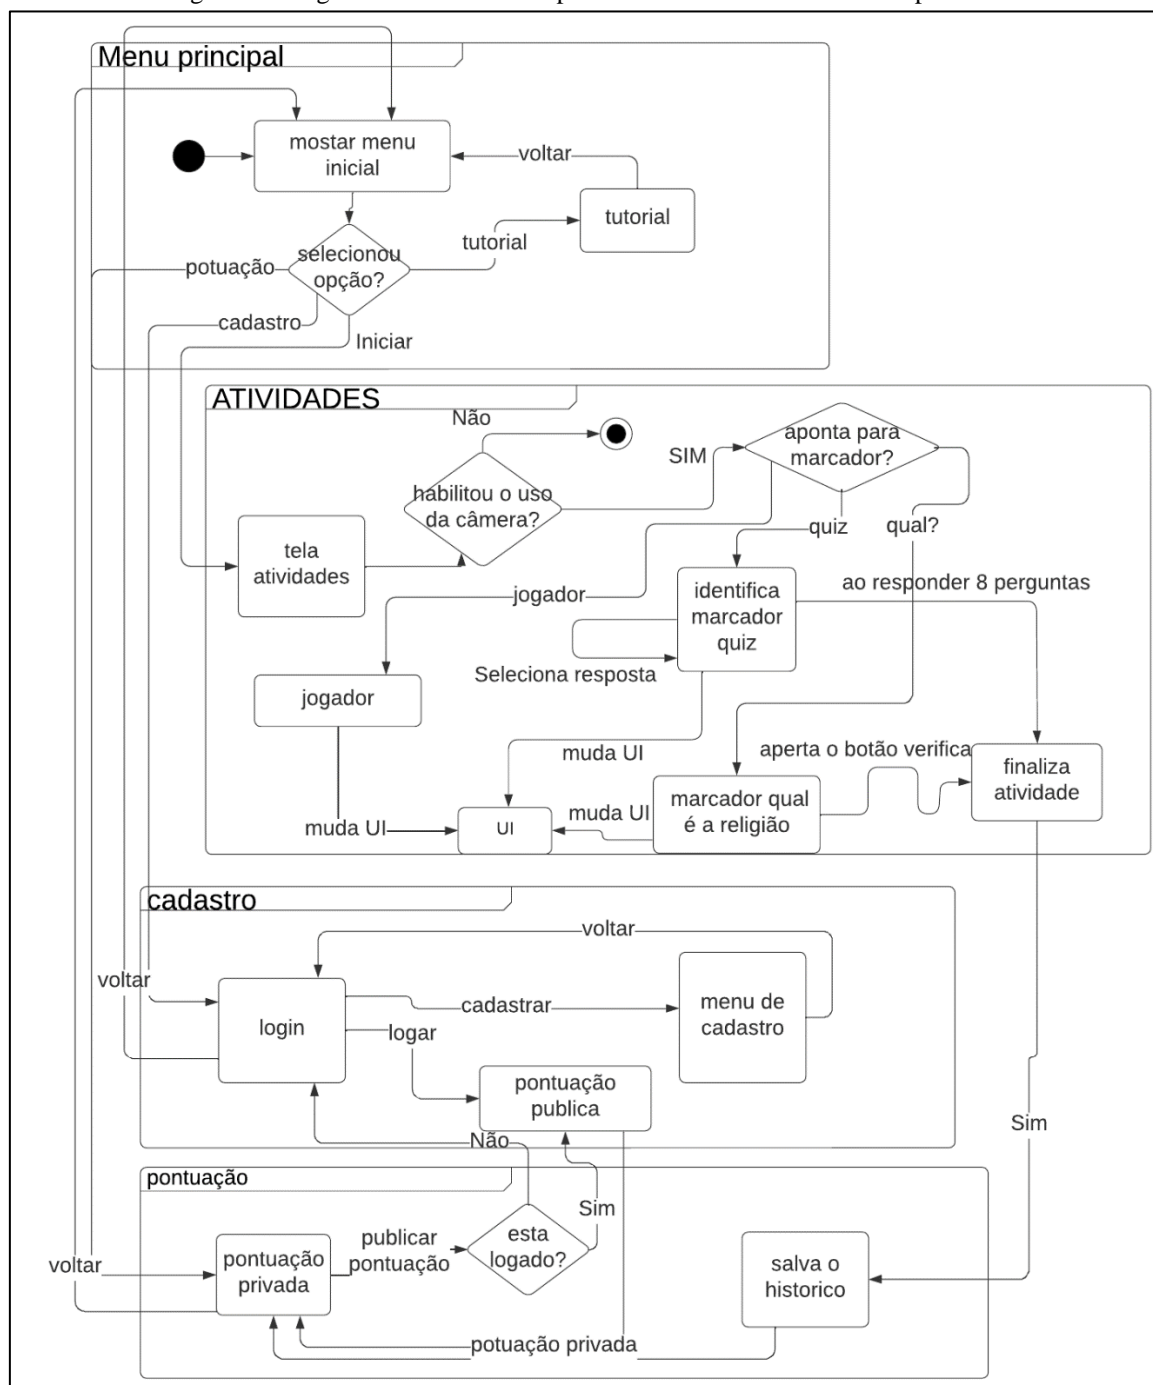 Menu principal
mostar menu
inicial
voltar
tutorial
tutorial
selecionou
opção?
potuação
cadastro
Iniciar
ATIVIDADES
Não
aponta para
marcador?
SIM
habilitou o uso
da câmera?
quiz
qual?
tela
atividades
identifica
marcador
quiz
ao responder 8 perguntas
jogador
Seleciona resposta
jogador
muda UI
aperta o botão verifica
finaliza
atividade
marcador qual
é a religião
muda UI
muda UI
UI
cadastro
voltar
voltar
login
cadastrar
menu de
cadastro
logar
pontuação
publica
Sim
Não
pontuação
Sim
esta
logado?
publicar
pontuação
pontuação
privada
voltar
salva o
historico
potuação privada